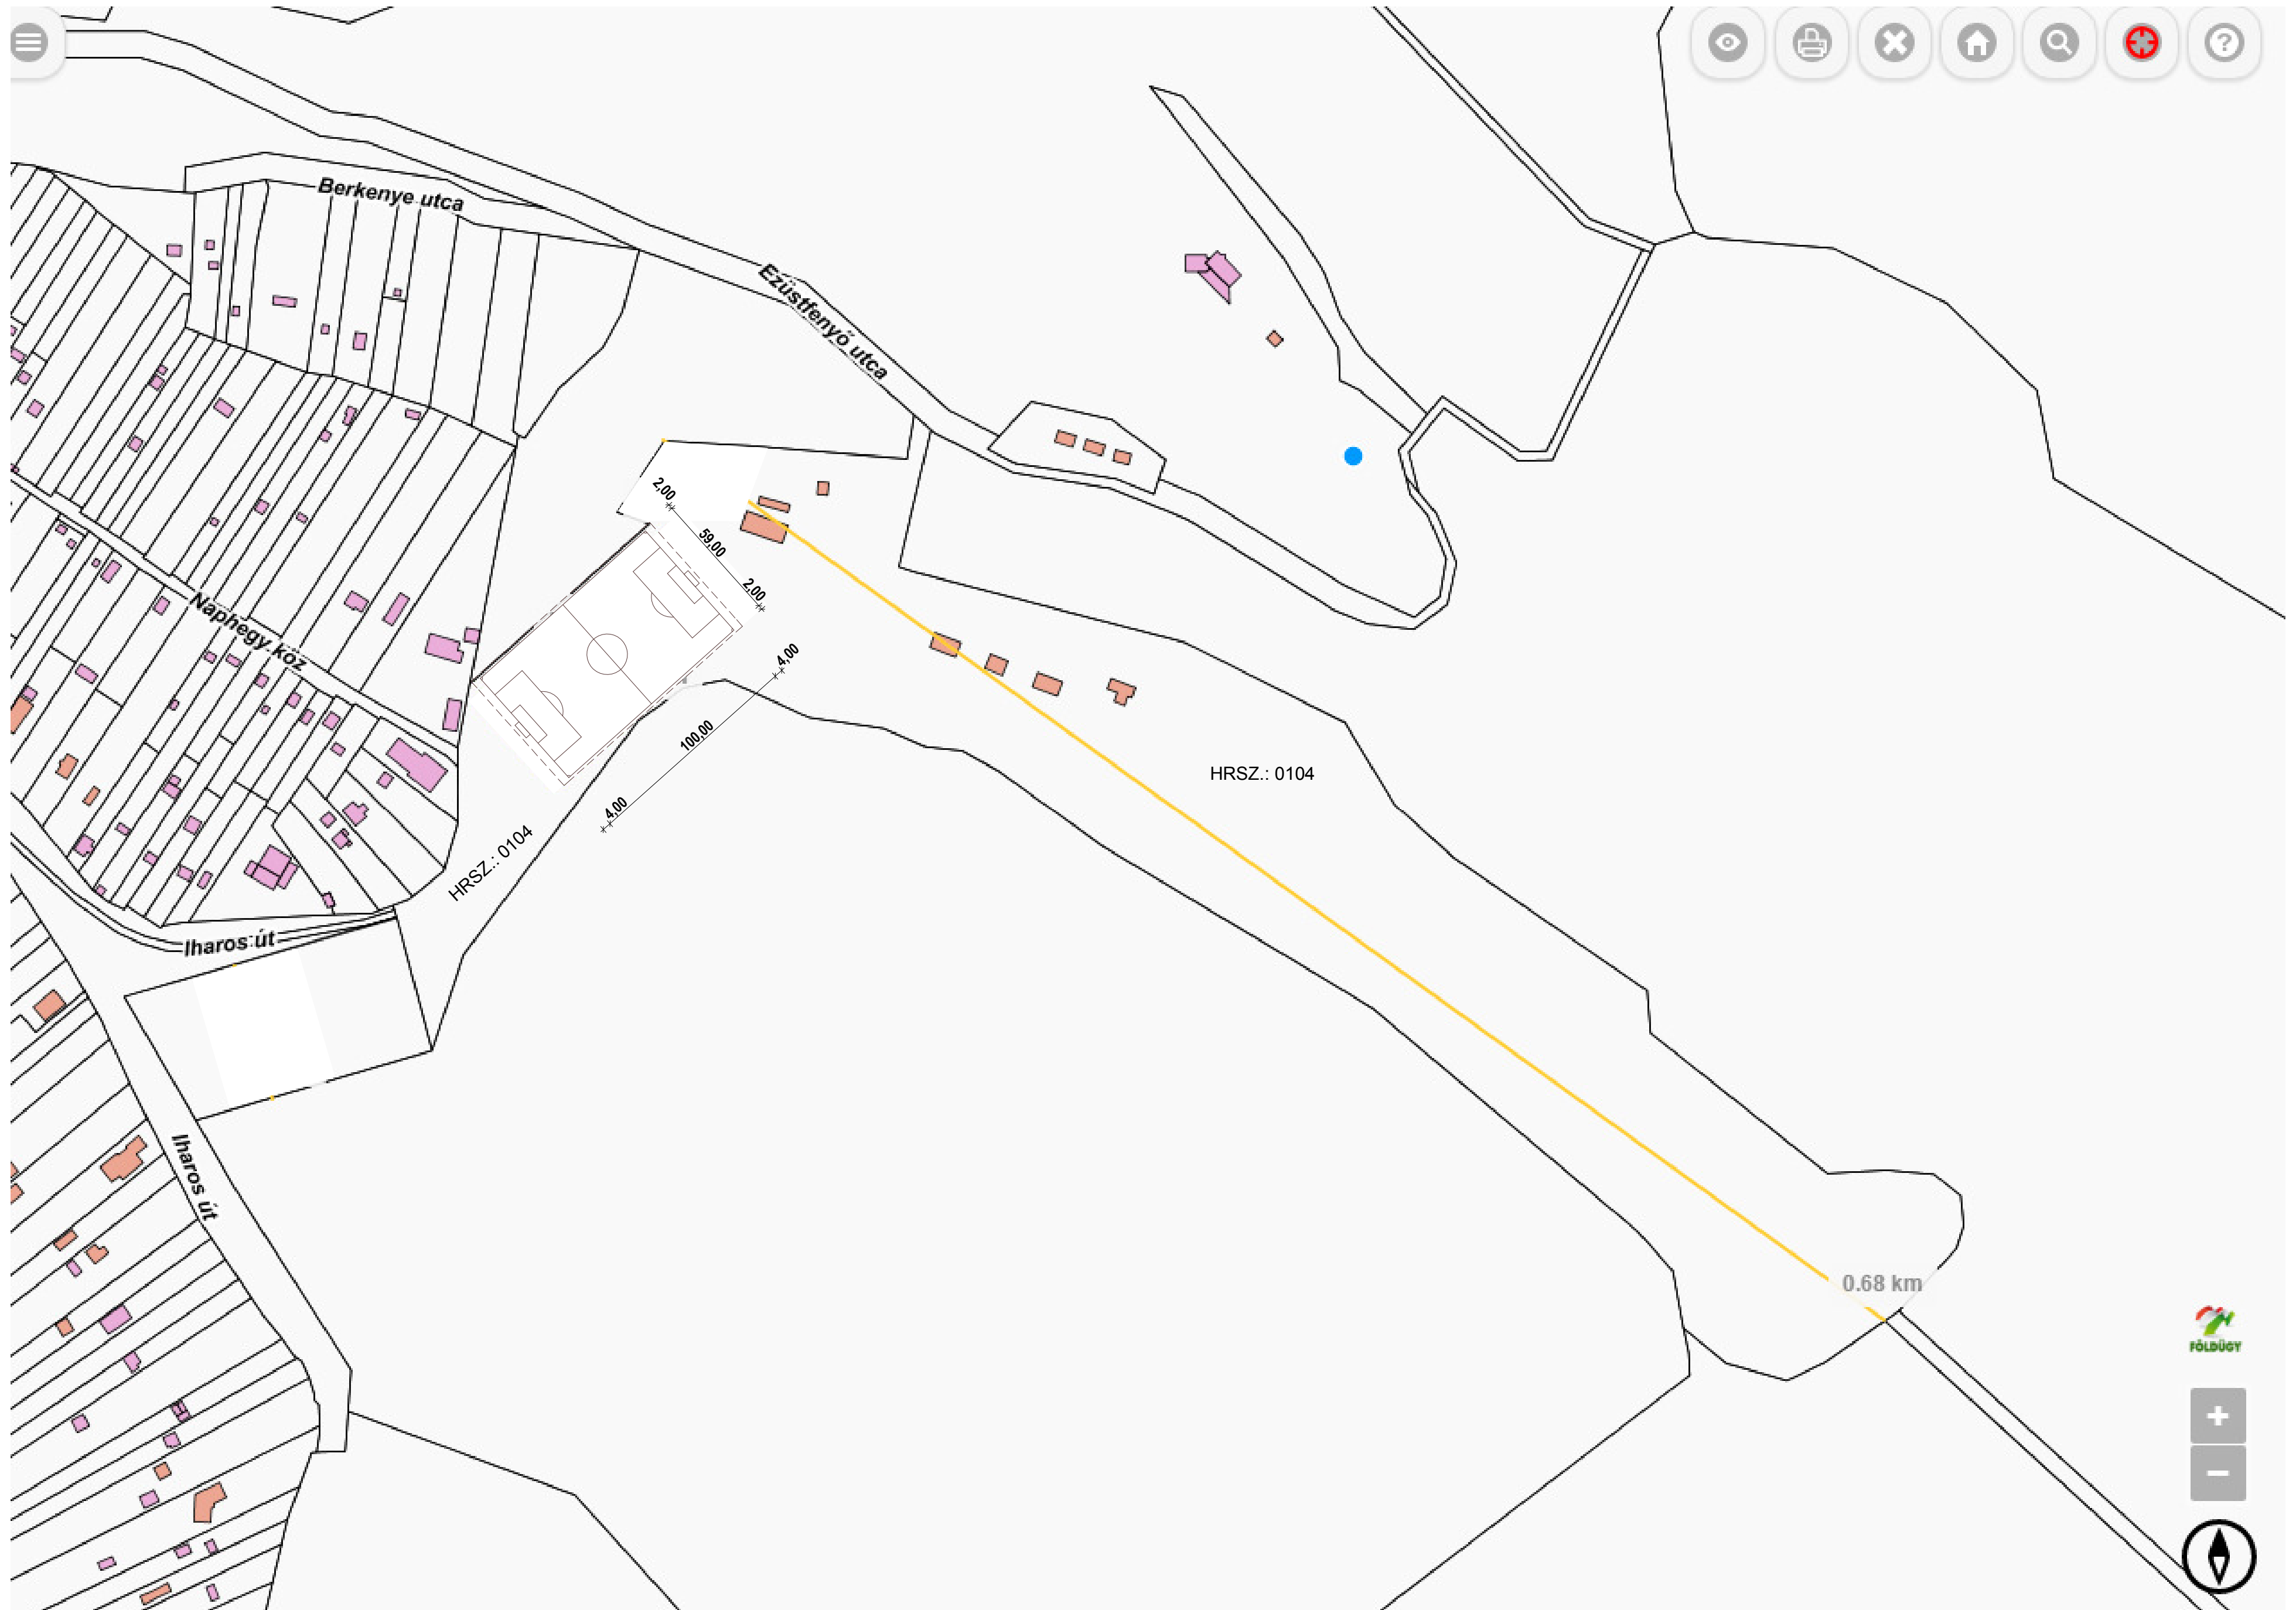 Berkenye utca
Ezüstfenyő utca
2,00
59,00
2,00
Naphegy köz
4,00
100,00
4,00
HRSZ.: 0104
HRSZ.: 0104
Iharos út
Iharos út
0.68 km
FÖLDÜGY
+
−
?